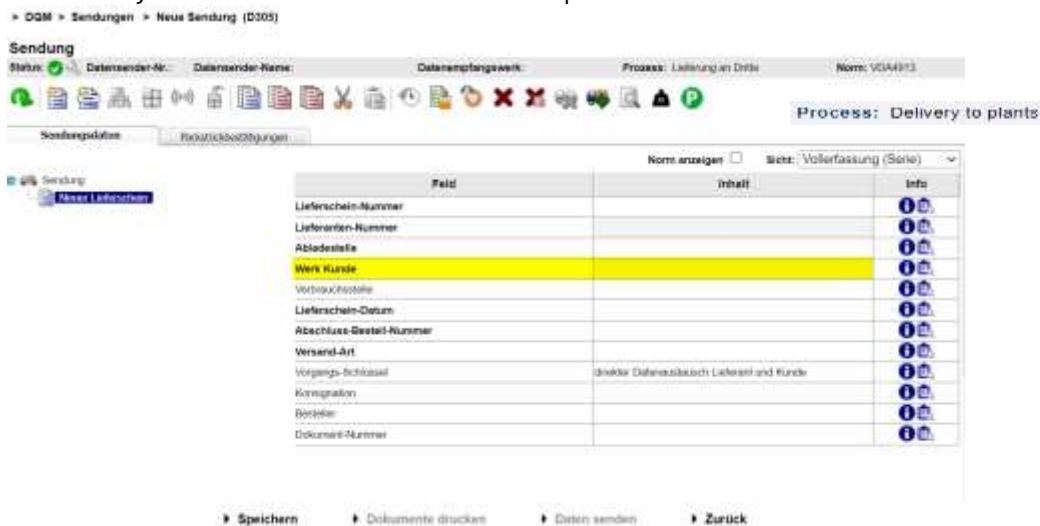 > DQM > Sendungen > Neue Sendung (D305)
Sendung
Status: Datensender-Nr.: Datensender-Name: Datenempfangswerk: Prozess: Lieferung an Dritte Norm: VDA4913
Process: Delivery to plants
Sendungsdaten Packstückbestätigungen
Norm anzeigen Sicht: Vollerfassung (Serie)
Sendung
Neuer Lieferschein
Feld Inhalt Info
Lieferschein-Nummer
Lieferanten-Nummer
Abladestelle
Werk Kunde
Verbrauchsstelle
Lieferschein-Datum
Abschluss-Bestell-Nummer
Versand-Art
Vorgangs-Schlüssel direkter Datenaustausch Lieferant und Kunde
Konsignation
Besteller
Dokument-Nummer
Speichern Dokumente drucken Daten senden Zurück